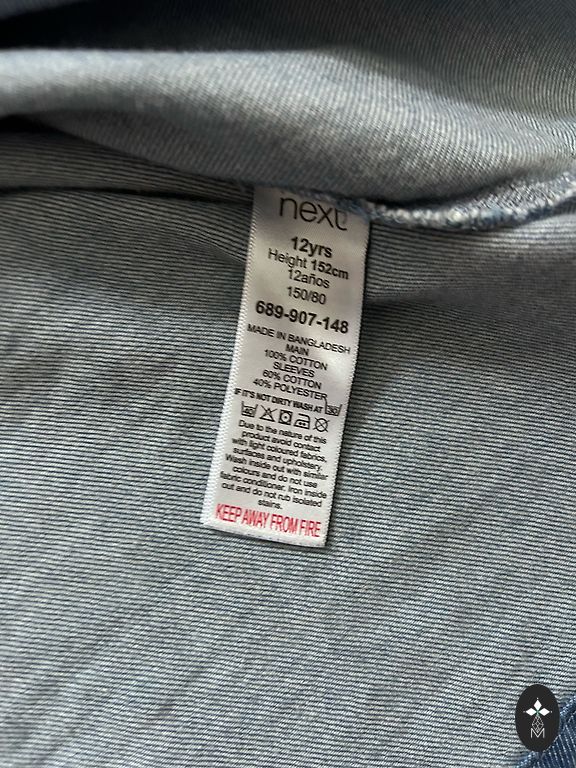 next
12yrs
Height 152cm
12años
150/80
689-907-148
MADE IN BANGLADESH
MAIN
100% COTTON
SLEEVES
60% COTTON
40% POLYESTER
IF IT'S NOT DIRTY WASH AT 30°
40°
Due to the nature of this
product avoid contact
with light coloured fabrics,
surfaces and upholstery.
Wash inside out with similar
colours and do not use
fabric conditioner. Iron inside
out and do not rub isolated
stains.
KEEP AWAY FROM FIRE
M